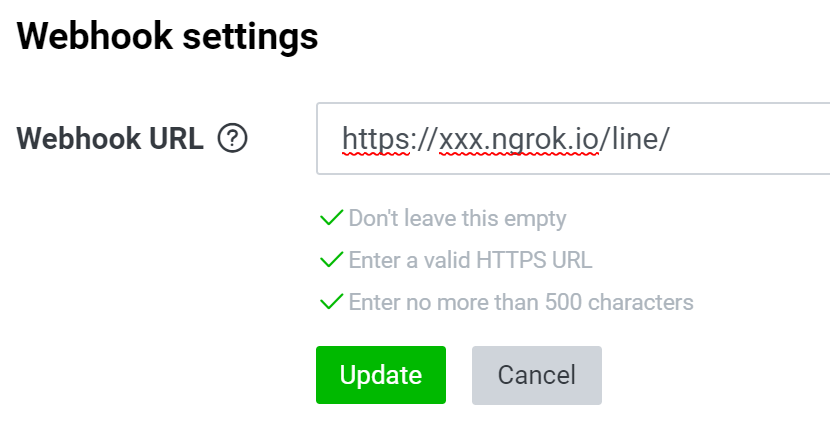 Webhook settings
Webhook URL ?
https://xxx.ngrok.io/line/
Don't leave this empty
Enter a valid HTTPS URL
Enter no more than 500 characters
Update Cancel